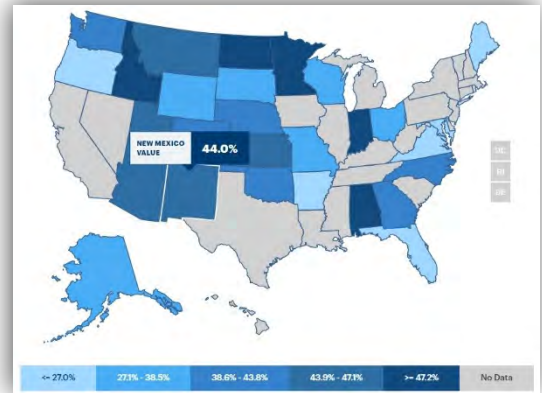 NEW MEXICO
VALUE
44.0%
<= 27.0%
27.1% - 38.5%
38.6% - 43.8%
43.9% - 47.1%
>= 47.2%
No Data